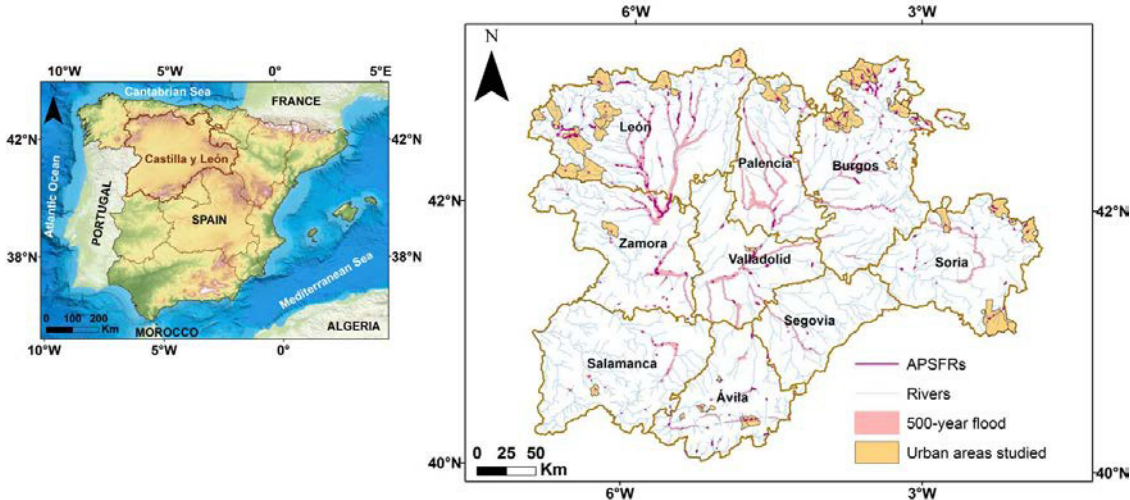 10°W
5°W
0°
5°E
N
Cantabrian Sea
FRANCE
42°N
42°N
Castilla y León
Atlantic Ocean
PORTUGAL
SPAIN
38°N
38°N
Mediterranean Sea
0 100 200
Km
MOROCCO
ALGERIA
10°W
5°W
0°
6°W
3°W
N
León
Palencia
Burgos
42°N
42°N
Zamora
Valladolid
Soria
Segovia
Salamanca
Ávila
APSFRs
Rivers
500-year flood
Urban areas studied
0 25 50
Km
40°N
40°N
6°W
3°W